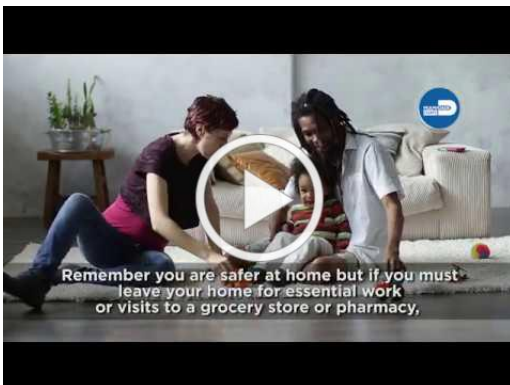 Remember you are safer at home but if you must
leave your home for essential work
or visits to a grocery store or pharmacy,